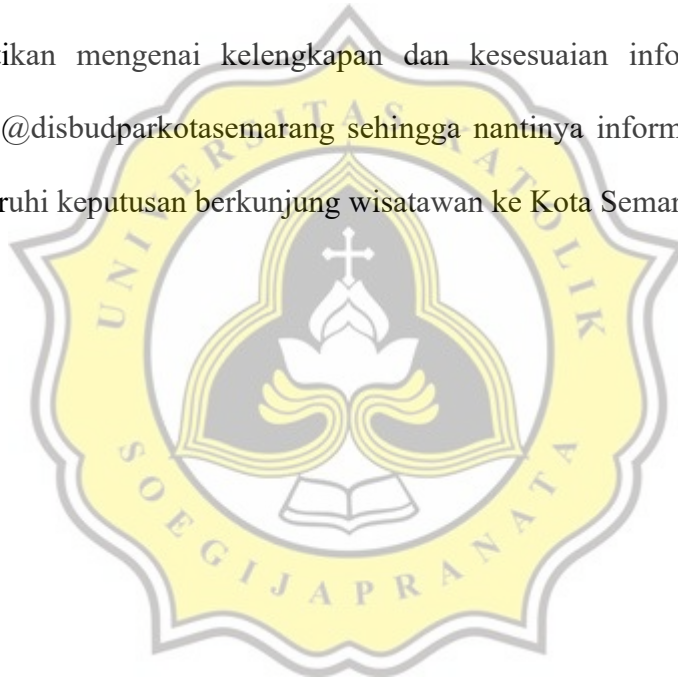 tikan mengenai kelengkapan dan kesesuaian info
@disbudparkotasemarang sehingga nantinya inform
ruhi keputusan berkunjung wisatawan ke Kota Semar
UNIVERSITAS KATOLIK
SOEGIJAPRANATA